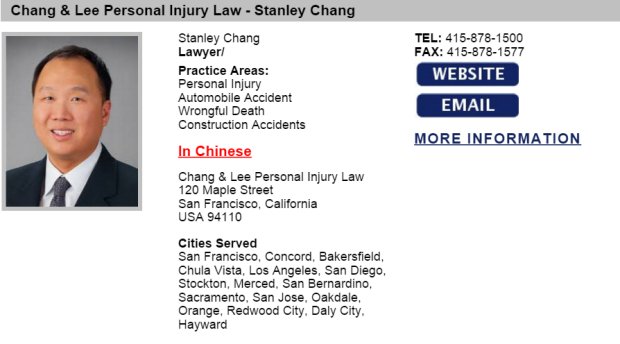 Chang & Lee Personal Injury Law - Stanley Chang
Stanley Chang
Lawyer/
Practice Areas:
Personal Injury
Automobile Accident
Wrongful Death
Construction Accidents
In Chinese
Chang & Lee Personal Injury Law
120 Maple Street
San Francisco, California
USA 94110
Cities Served
San Francisco, Concord, Bakersfield,
Chula Vista, Los Angeles, San Diego,
Stockton, Merced, San Bernardino,
Sacramento, San Jose, Oakdale,
Orange, Redwood City, Daly City,
Hayward
TEL: 415-878-1500
FAX: 415-878-1577
WEBSITE
EMAIL
MORE INFORMATION